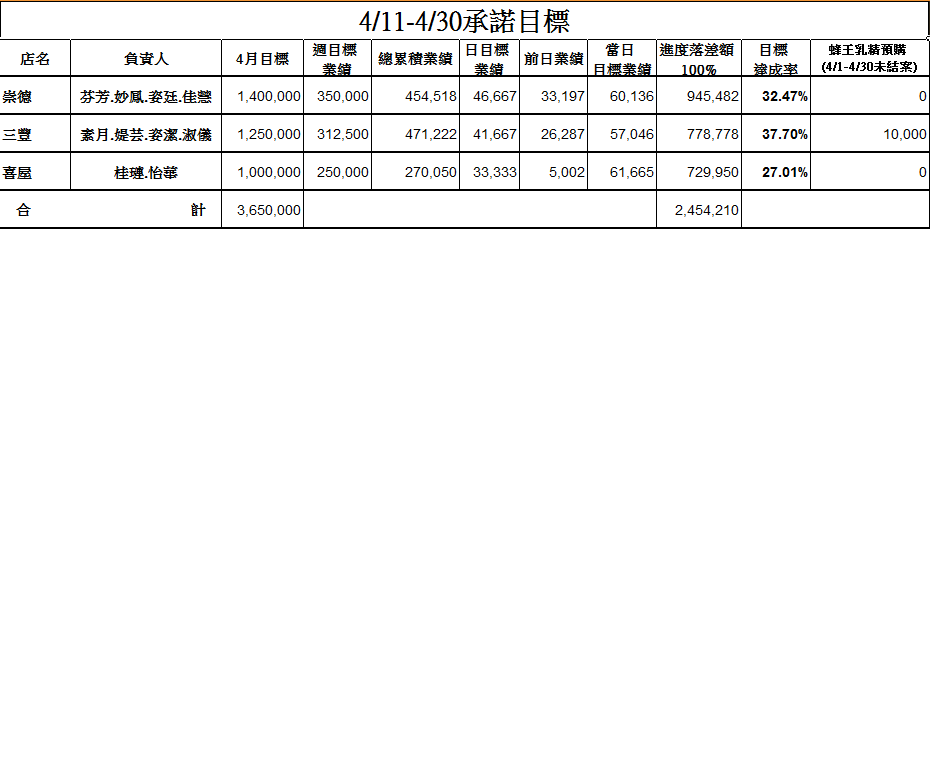 4/11-4/30承諾目標
店名 負責人 4月目標 週目標業績 總累積業績 日目標業績 前日業績 當日目標業績 進度落差額100% 目標達成率 蜂王乳精預購(4/1-4/30未結案)
崇德 芬芳.妙鳳.姿廷.佳慧 1,400,000 350,000 454,518 46,667 33,197 60,136 945,482 32.47% 0
三豐 素月.媞芸.姿潔.淑儀 1,250,000 312,500 471,222 41,667 26,287 57,046 778,778 37.70% 10,000
喜屋 桂瑭.怡華 1,000,000 250,000 270,050 33,333 5,002 61,665 729,950 27.01% 0
合 計 3,650,000 2,454,210